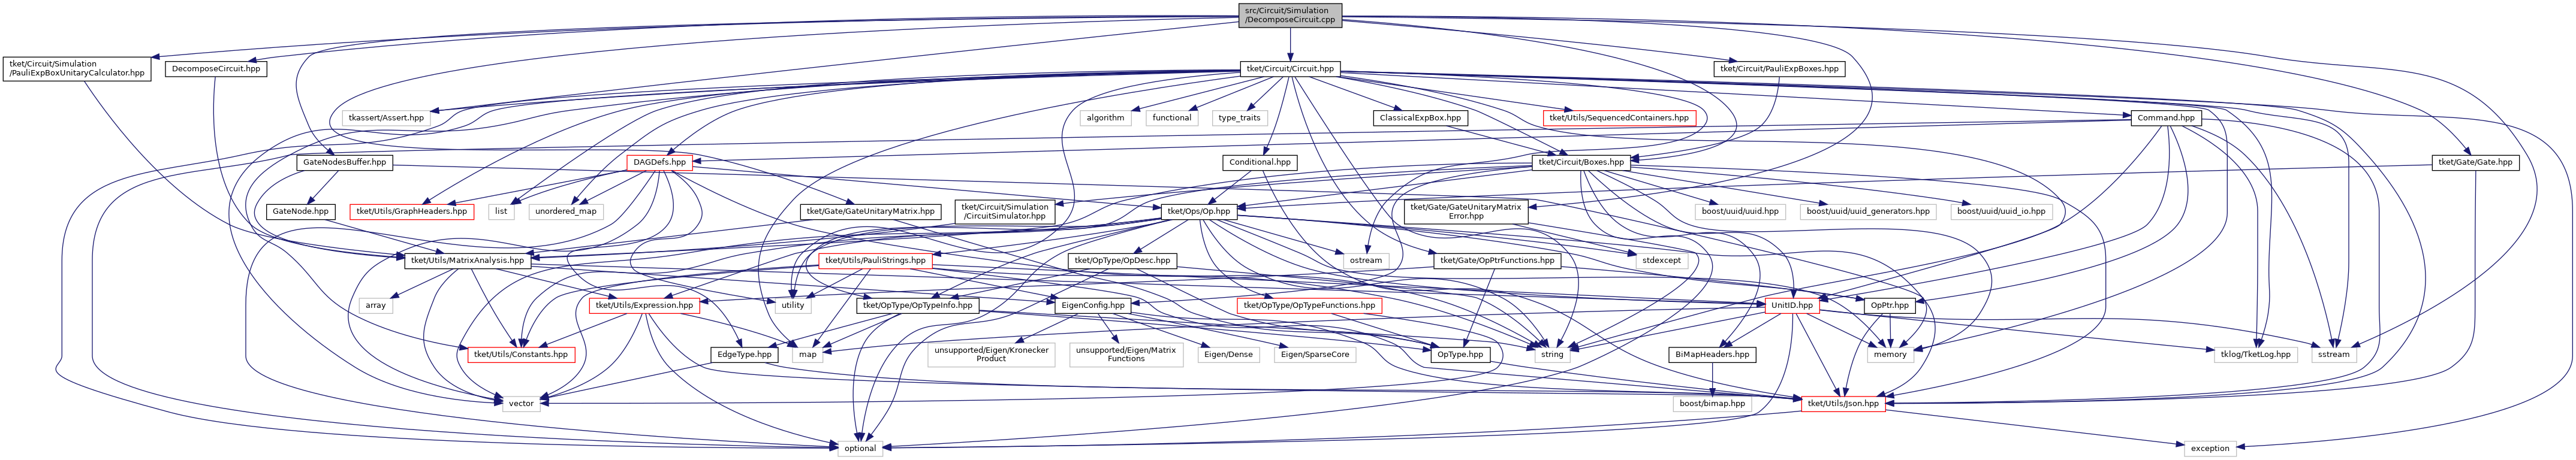 src/Circuit/Simulation
/DecomposeCircuit.cpp
tket/Circuit/Simulation
/PauliExpBoxUnitaryCalculator.hpp
DecomposeCircuit.hpp
tket/Circuit/Circuit.hpp
tket/Circuit/PauliExpBoxes.hpp
tkassert/Assert.hpp
algorithm
functional
type_traits
ClassicalExpBox.hpp
tket/Utils/SequencedContainers.hpp
Command.hpp
GateNodesBuffer.hpp
DAGDefs.hpp
Conditional.hpp
tket/Circuit/Boxes.hpp
tket/Gate/Gate.hpp
GateNode.hpp
tket/Utils/GraphHeaders.hpp
list
unordered_map
tket/Gate/GateUnitaryMatrix.hpp
tket/Circuit/Simulation
/CircuitSimulator.hpp
tket/Ops/Op.hpp
tket/Gate/GateUnitaryMatrix
Error.hpp
boost/uuid/uuid.hpp
boost/uuid/uuid_generators.hpp
boost/uuid/uuid_io.hpp
tket/Utils/MatrixAnalysis.hpp
tket/Utils/PauliStrings.hpp
tket/OpType/OpDesc.hpp
ostream
tket/Gate/OpPtrFunctions.hpp
stdexcept
array
tket/Utils/Expression.hpp
utility
tket/OpType/OpTypeInfo.hpp
EigenConfig.hpp
tket/OpType/OpTypeFunctions.hpp
UnitID.hpp
OpPtr.hpp
tket/Utils/Constants.hpp
EdgeType.hpp
map
unsupported/Eigen/Kronecker
Product
unsupported/Eigen/Matrix
Functions
Eigen/Dense
Eigen/SparseCore
OpType.hpp
string
BiMapHeaders.hpp
memory
tklog/TketLog.hpp
sstream
vector
boost/bimap.hpp
tket/Utils/Json.hpp
optional
exception